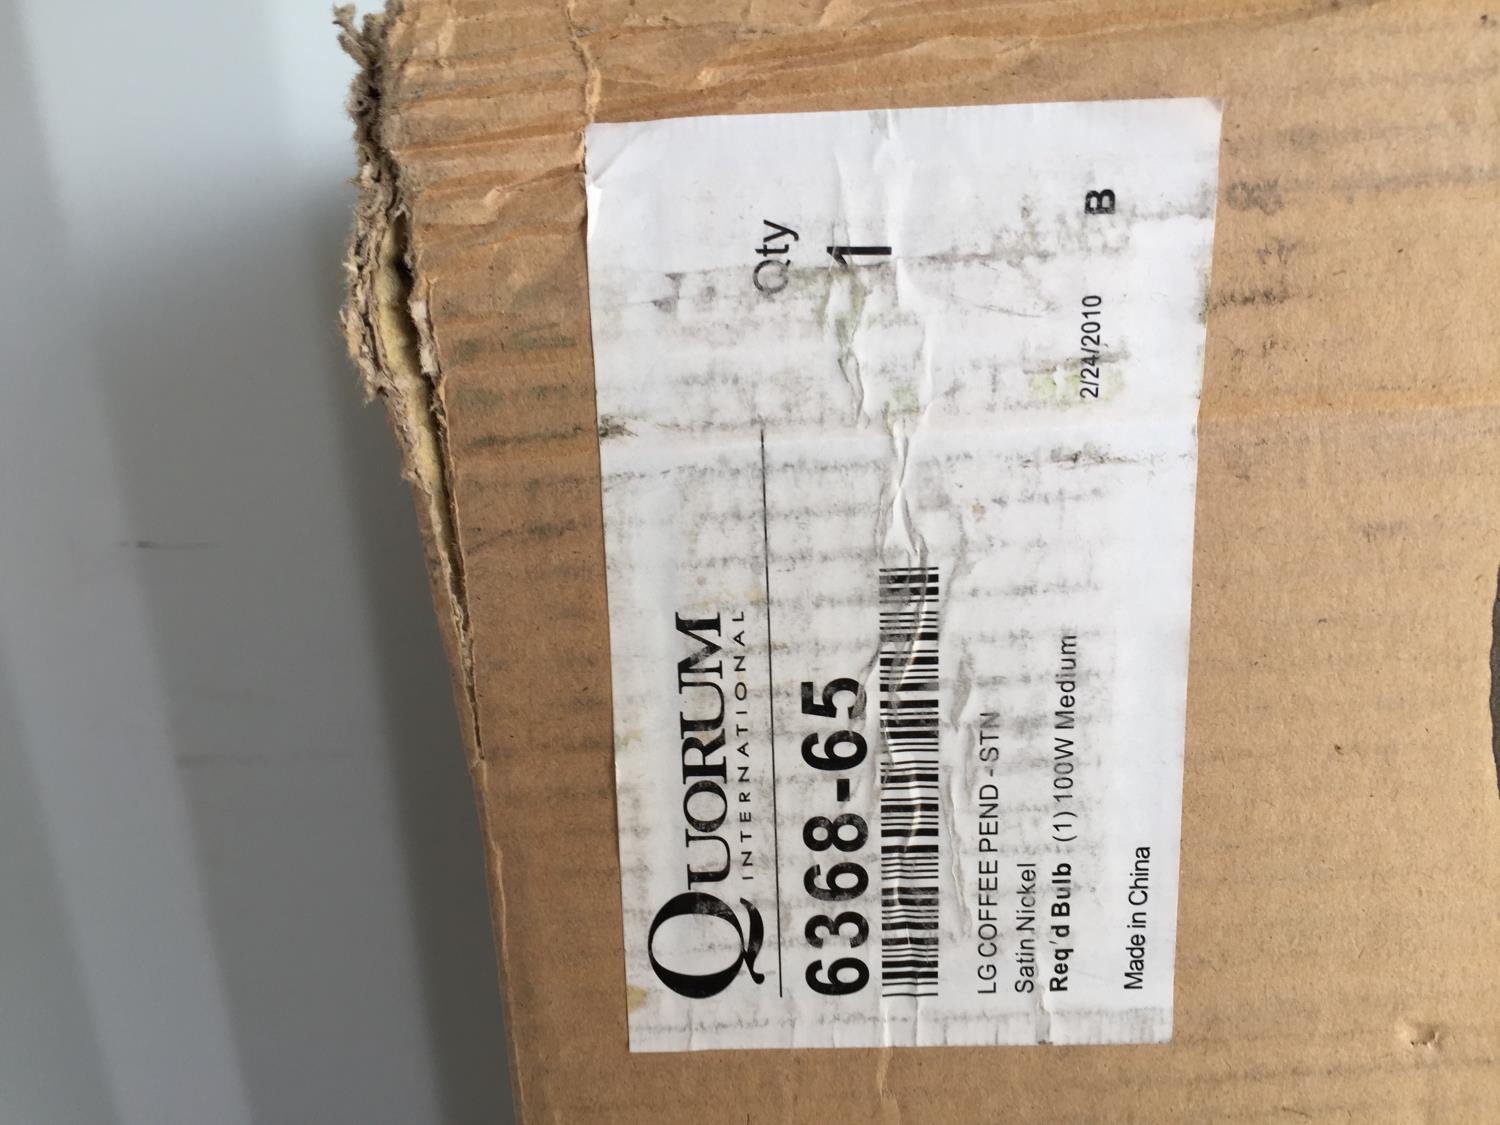 QUORUM
INTERNATIONAL
Qty
6368-65
1
LG COFFEE PEND - STN
Satin Nickel
Req'd Bulb (1) 100W Medium
2/24/2010
Made in China
B